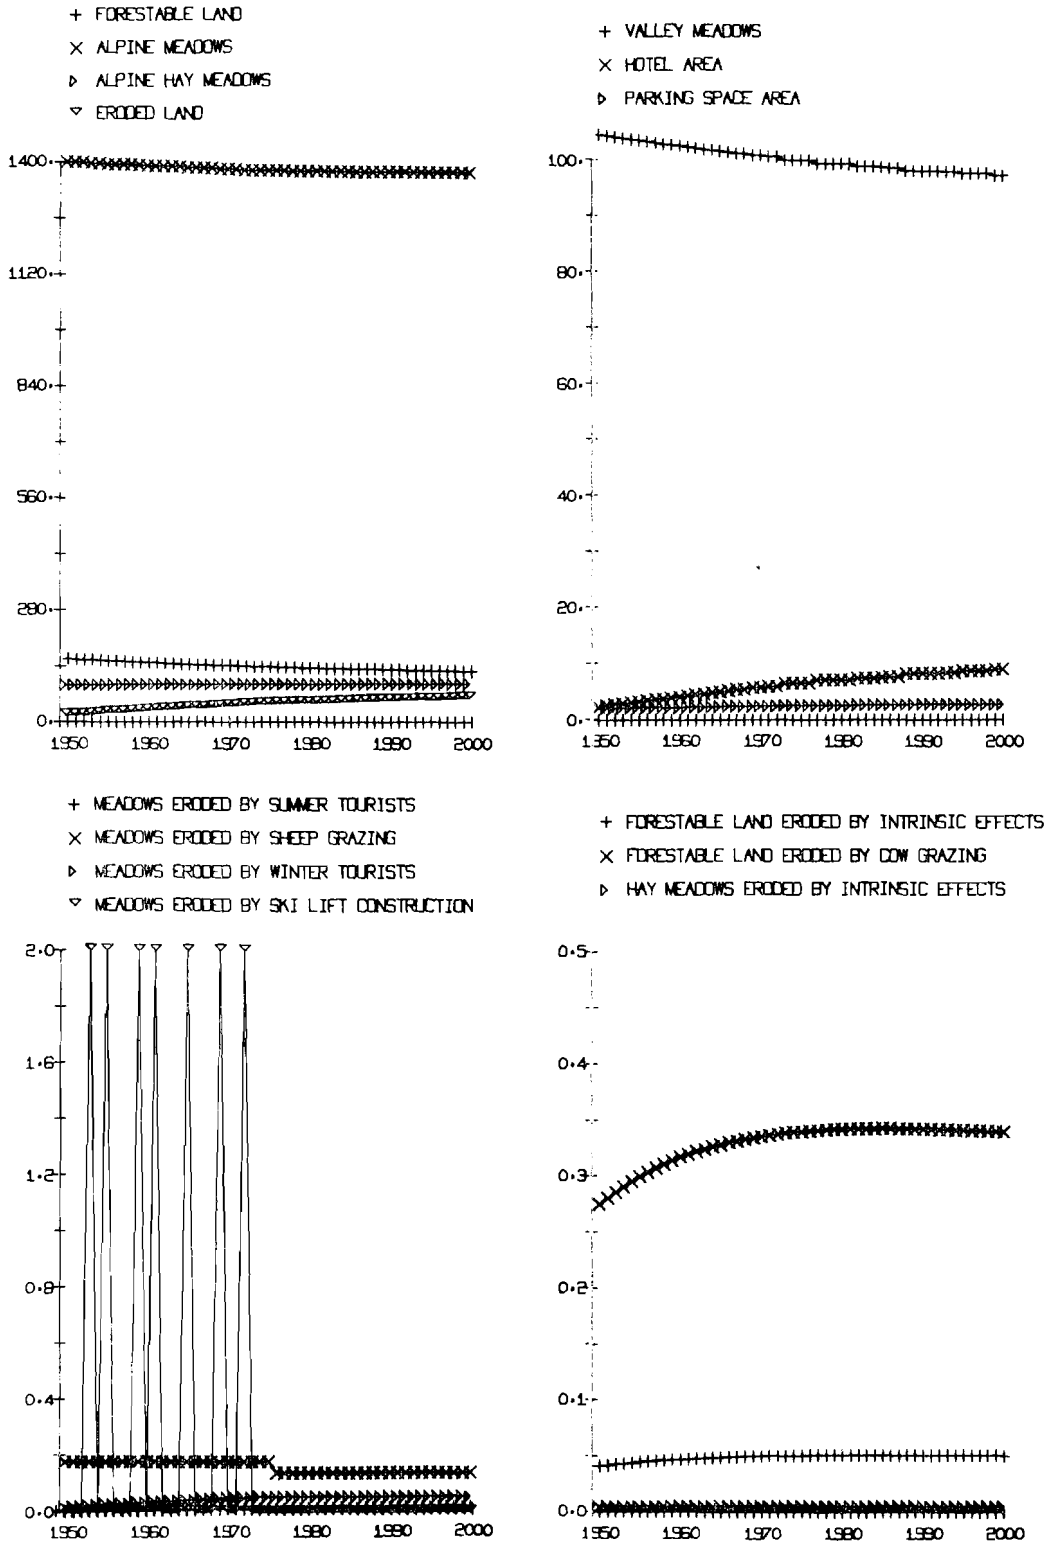 + FORESTABLE LAND
× ALPINE MEADOWS
▷ ALPINE HAY MEADOWS
▽ ERODED LAND
1400.
1120.
840.
560.
280.
0.
1950 1960 1970 1980 1990 2000
+ VALLEY MEADOWS
× HOTEL AREA
▷ PARKING SPACE AREA
100.
80.
60.
40.
20.
0.
1950 1960 1970 1980 1990 2000
+ MEADOWS ERODED BY SUMMER TOURISTS
× MEADOWS ERODED BY SHEEP GRAZING
▷ MEADOWS ERODED BY WINTER TOURISTS
▽ MEADOWS ERODED BY SKI LIFT CONSTRUCTION
2.0
1.6
1.2
0.8
0.4
0.0
1950 1960 1970 1980 1990 2000
+ FORESTABLE LAND ERODED BY INTRINSIC EFFECTS
× FORESTABLE LAND ERODED BY COW GRAZING
▷ HAY MEADOWS ERODED BY INTRINSIC EFFECTS
0.5
0.4
0.3
0.2
0.1
0.0
1950 1960 1970 1980 1990 2000